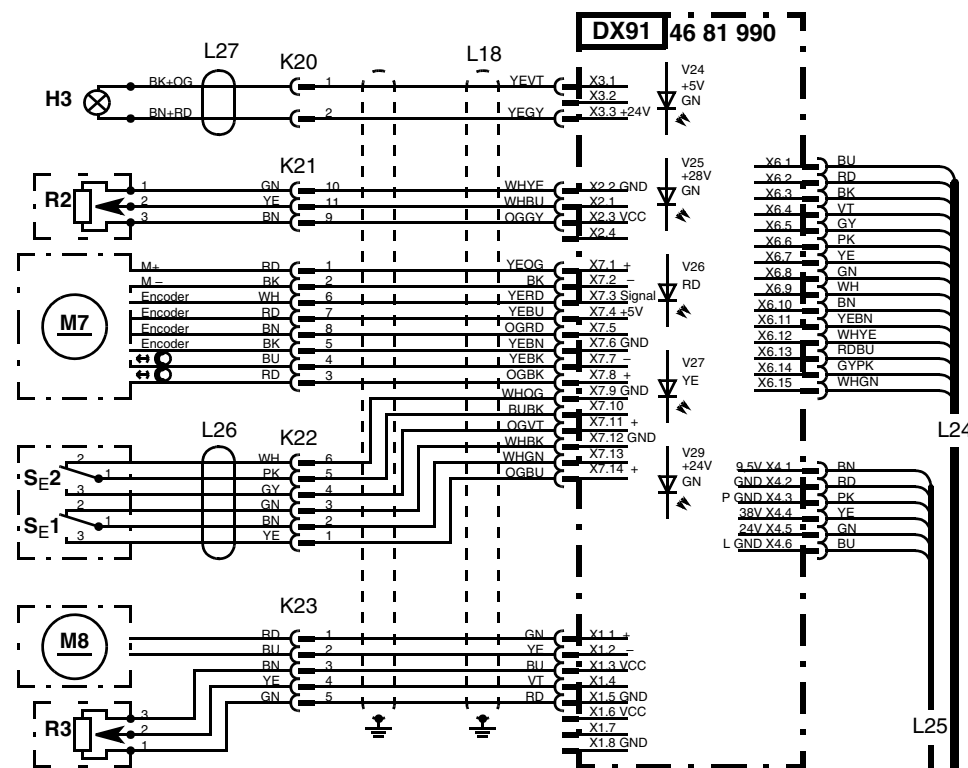 DX91 46 81 990
L27 K20 L18
H3
BK+OG 1 YEVT X3.1
X3.2
BN+RD 2 YEGY X3.3 +24V
V24
+5V
GN
K21
R2
1 GN 10 WHYE X2.2 GND
2 YE 11 WHBU X2.1
3 BN 9 OGGY X2.3 VCC
X2.4
V25
+28V
GN
M7
M+ RD 1 YEOG X7.1 +
M – BK 2 BK X7.2 –
Encoder WH 6 YERD X7.3 Signal
Encoder RD 7 YEBU X7.4 +5V
Encoder BN 8 OGRD X7.5
Encoder BK 5 YEBN X7.6 GND
BU 4 YEBK X7.7 –
RD 3 OGBK X7.8 +
WHOG X7.9 GND
BUBK X7.10
OGVT X7.11 +
WHBK X7.12 GND
WHGN X7.13
OGBU X7.14 +
V26
RD
V27
YE
V29
+24V
GN
L26 K22
SE2
2 WH 6
1 PK 5
3 GY 4
SE1
2 GN 3
1 BN 2
3 YE 1
K23
M8
RD 1 GN X1.1 +
BU 2 YE X1.2 –
BN 3 BU X1.3 VCC
YE 4 VT X1.4
GN 5 RD X1.5 GND
X1.6 VCC
X1.7
X1.8 GND
R3
3
2
1
X6.1 BU
X6.2 RD
X6.3 BK
X6.4 VT
X6.5 GY
X6.6 PK
X6.7 YE
X6.8 GN
X6.9 WH
X6.10 BN
X6.11 YEBN
X6.12 WHYE
X6.13 RDBU
X6.14 GYPK
X6.15 WHGN
L24
9.5V X4.1 BN
GND X4.2 RD
P GND X4.3 PK
38V X4.4 YE
24V X4.5 GN
L GND X4.6 BU
L25